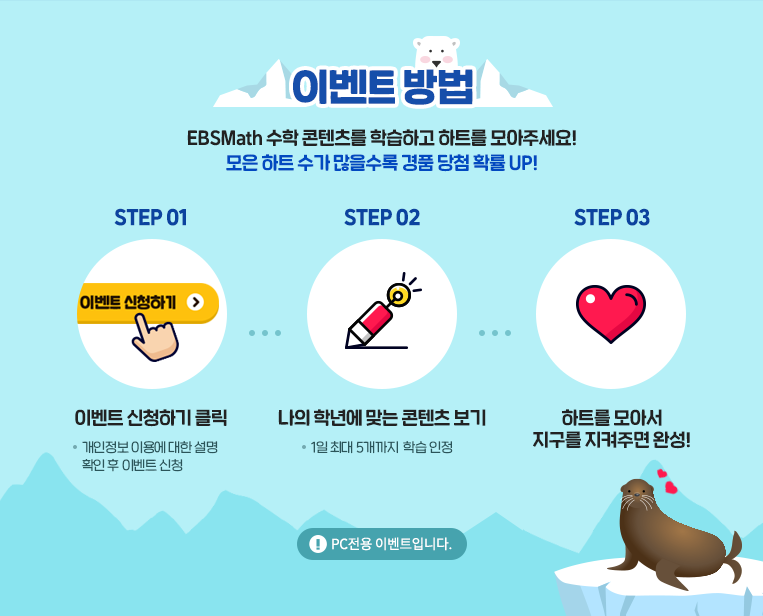 이벤트 방법
EBSMath 수학 콘텐츠를 학습하고 하트를 모아주세요!
모은 하트 수가 많을수록 경품 당첨 확률 UP!
STEP 01
이벤트 신청하기
이벤트 신청하기 클릭
• 개인정보 이용에 대한 설명
확인 후 이벤트 신청
STEP 02
나의 학년에 맞는 콘텐츠 보기
• 1일 최대 5개까지 학습 인정
STEP 03
하트를 모아서
지구를 지켜주면 완성!
! PC전용 이벤트입니다.